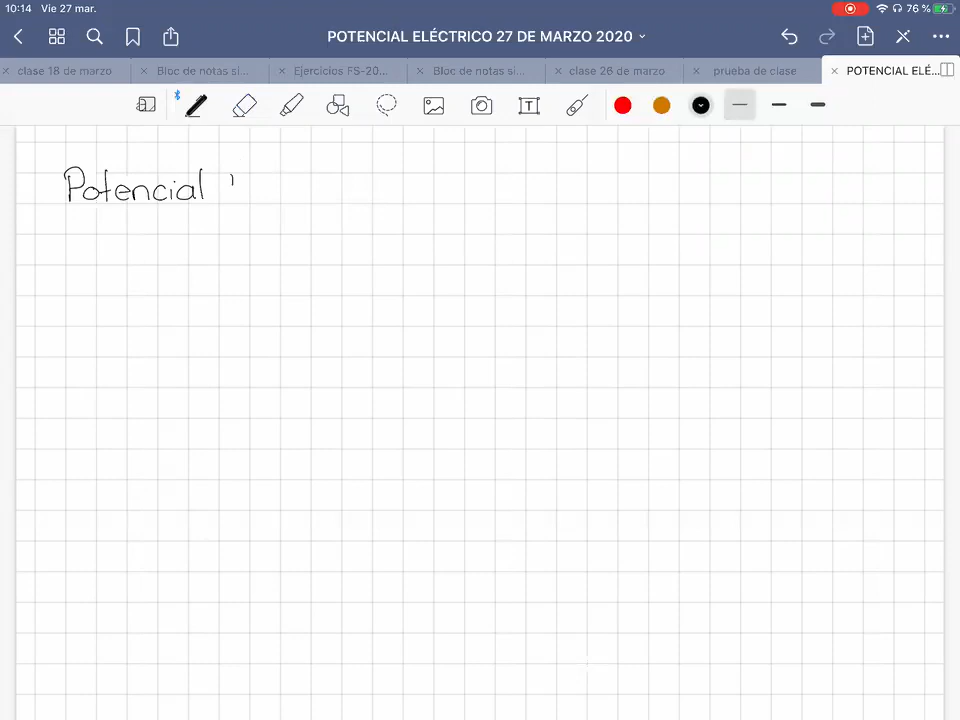 10:14 Vie 27 mar. 76 %
POTENCIAL ELÉCTRICO 27 DE MARZO 2020
clase 18 de marzo Bloc de notas si... Ejercicios FS-20... Bloc de notas si... clase 26 de marzo prueba de clase POTENCIAL ELÉ...
T
Potencial